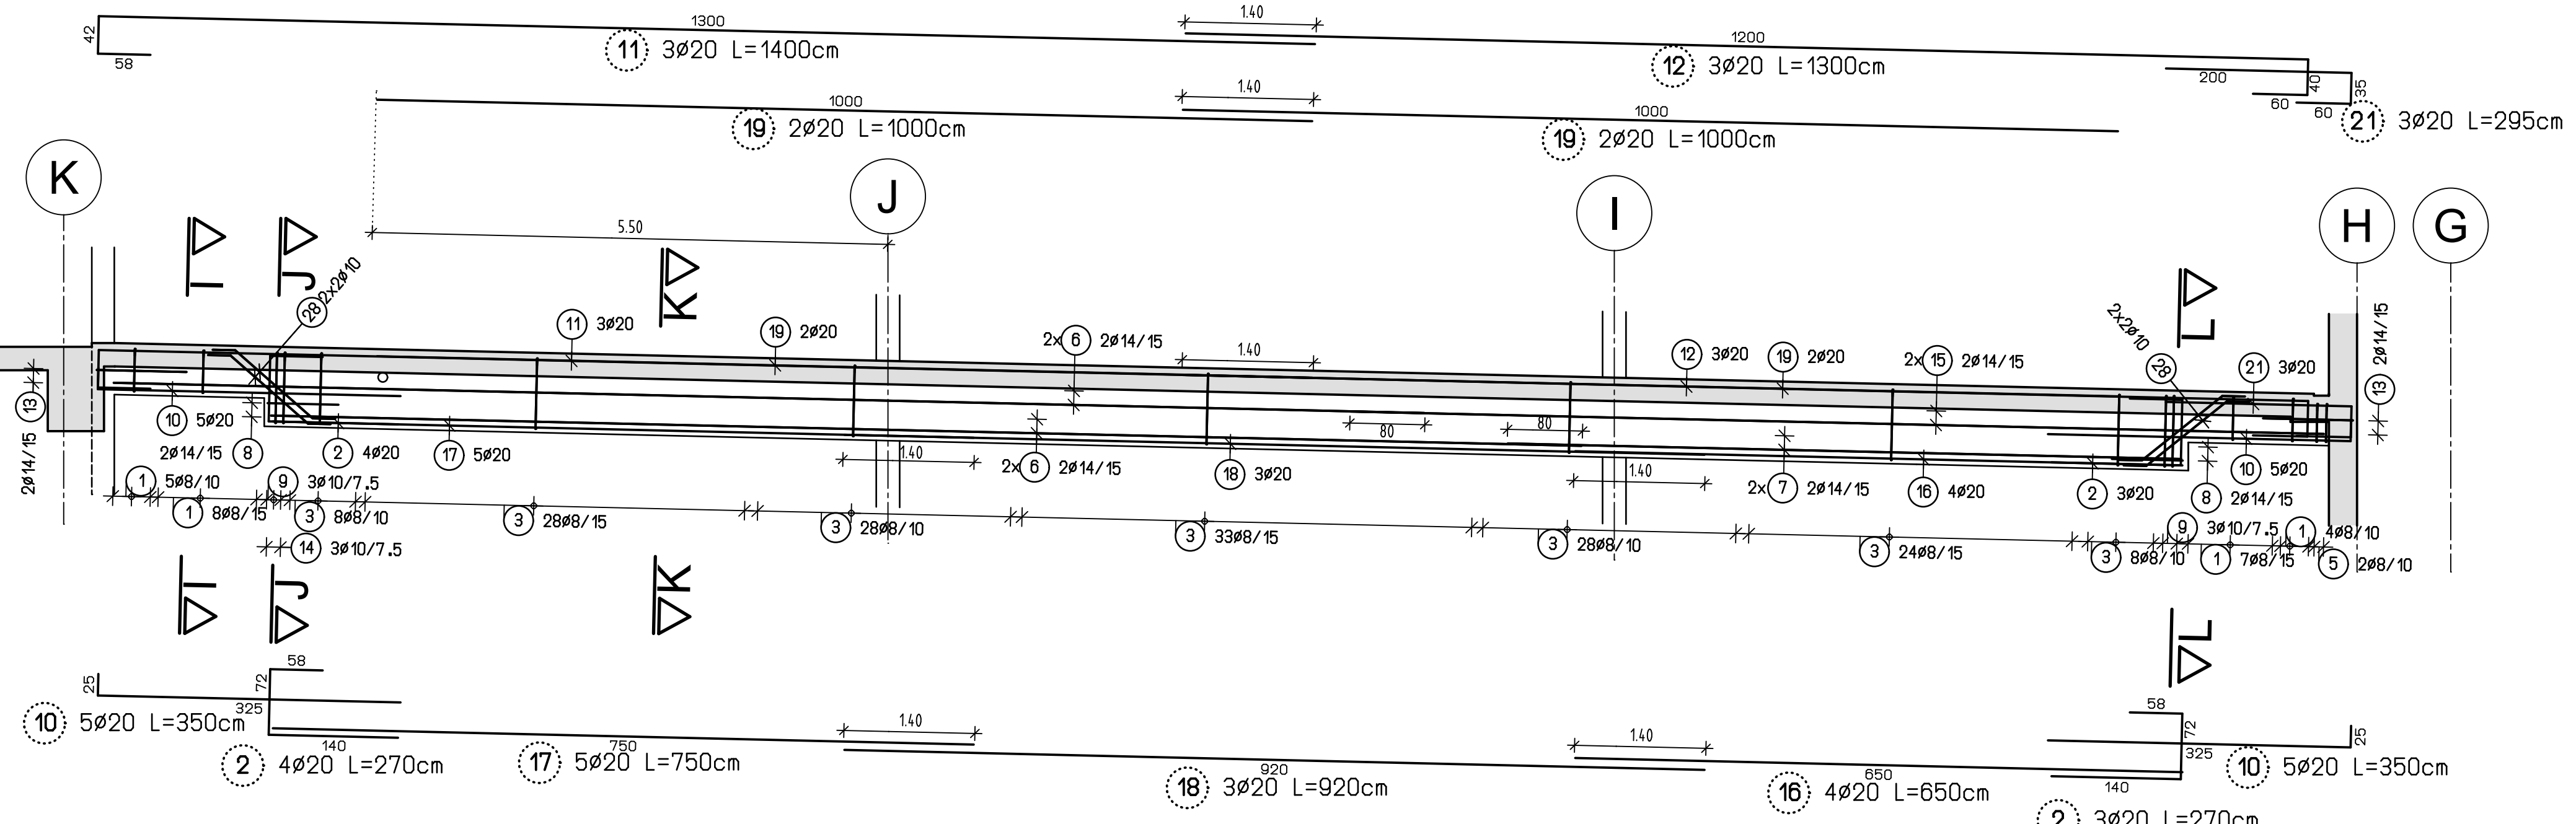 1300
1.40
42
58
11 3ø20 L=1400cm
1200
12 3ø20 L=1300cm
200
40
35
60
60
21 3ø20 L=295cm
1000
1.40
1000
19 2ø20 L=1000cm
19 2ø20 L=1000cm
K
J
I
H
G
5.50
I
J
K
L
28 2x2ø10
11 3ø20
19 2ø20
2x 6 2ø14/15
1.40
12 3ø20
19 2ø20
2x 15 2ø14/15
2x2ø10
28
21 3ø20
13 2ø14/15
13 2ø14/15
10 5ø20
2ø14/15 8
2 4ø20
17 5ø20
1.40
2x 6 2ø14/15
18 3ø20
80
80
1.40
2x 7 2ø14/15
16 4ø20
2 3ø20
8 2ø14/15
10 5ø20
1 5ø8/10
1 8ø8/15
9 3ø10/7.5
3 8ø8/10
14 3ø10/7.5
3 28ø8/15
3 28ø8/10
3 33ø8/15
3 28ø8/10
3 24ø8/15
3 8ø8/10
9 3ø10/7.5
1 7ø8/15
1 4ø8/10
5 2ø8/10
I
J
K
L
25
325
10 5ø20 L=350cm
58
72
140
2 4ø20 L=270cm
750
17 5ø20 L=750cm
1.40
920
18 3ø20 L=920cm
1.40
650
16 4ø20 L=650cm
58
72
140
2 3ø20 L=270cm
325
25
10 5ø20 L=350cm